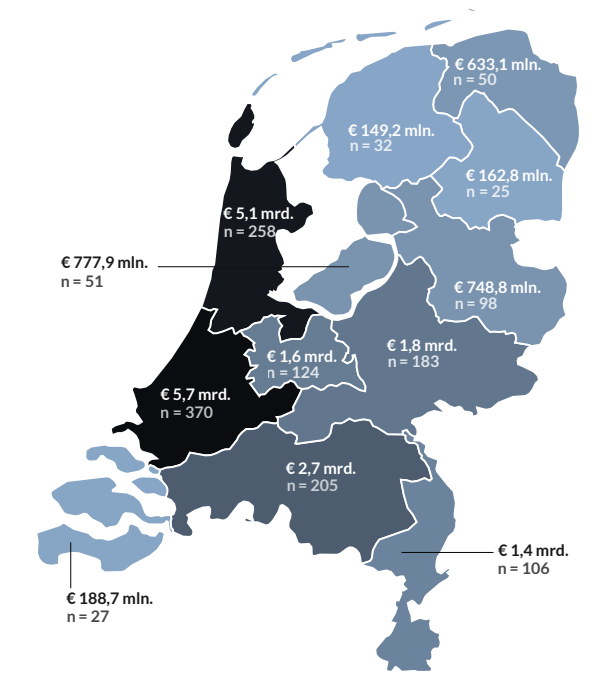 € 633,1 mln.
n = 50
€ 149,2 mln.
n = 32
€ 162,8 mln.
n = 25
€ 5,1 mrd.
n = 258
€ 777,9 mln.
n = 51
€ 748,8 mln.
n = 98
€ 1,6 mrd.
n = 124
€ 1,8 mrd.
n = 183
€ 5,7 mrd.
n = 370
€ 2,7 mrd.
n = 205
€ 1,4 mrd.
n = 106
€ 188,7 mln.
n = 27